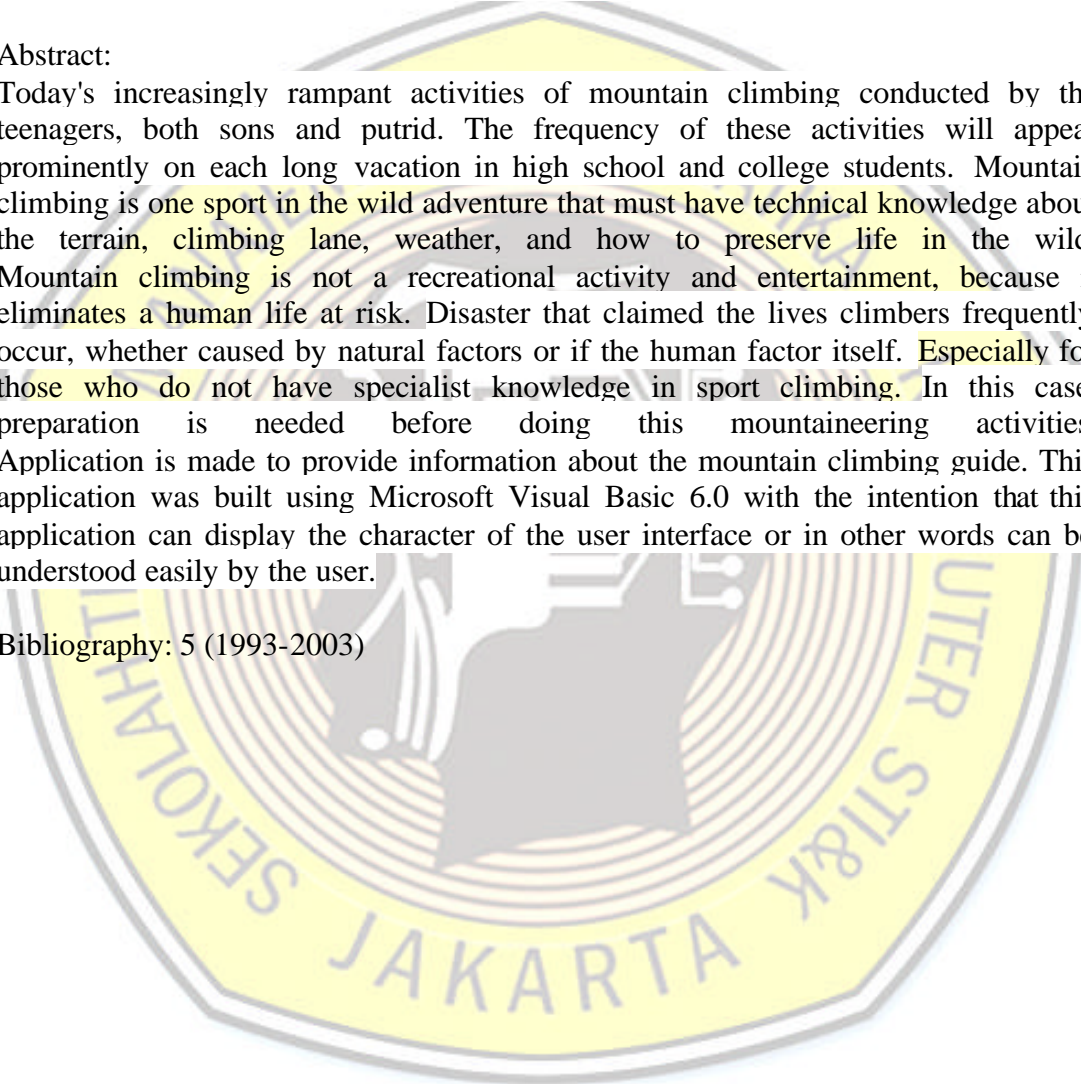 Abstract:
Today's increasingly rampant activities of mountain climbing conducted by th
teenagers, both sons and putrid. The frequency of these activities will appea
prominently on each long vacation in high school and college students. Mountai
climbing is one sport in the wild adventure that must have technical knowledge abou
the terrain, climbing lane, weather, and how to preserve life in the wild
Mountain climbing is not a recreational activity and entertainment, because i
eliminates a human life at risk. Disaster that claimed the lives climbers frequently
occur, whether caused by natural factors or if the human factor itself. Especially fo
those who do not have specialist knowledge in sport climbing. In this case
preparation is needed before doing this mountaineering activities
Application is made to provide information about the mountain climbing guide. Thi
application was built using Microsoft Visual Basic 6.0 with the intention that thi
application can display the character of the user interface or in other words can be
understood easily by the user.
Bibliography: 5 (1993-2003)
SEKOLAH TI
JAKARTA
UTER STI&K